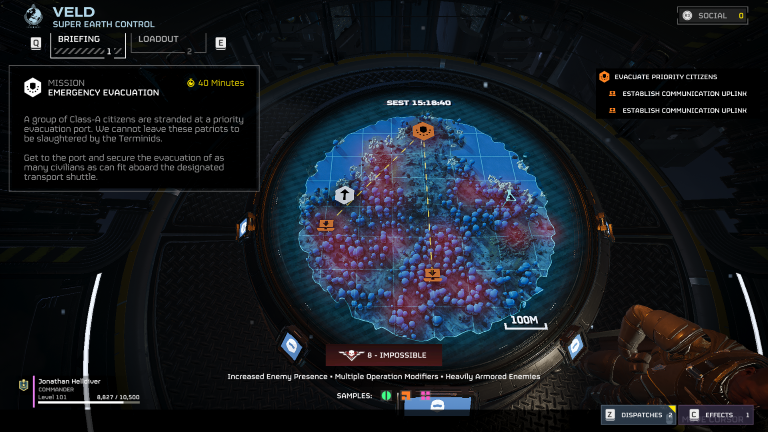 VELD
SUPER EARTH CONTROL
SOCIAL 0
Q
BRIEFING
1
LOADOUT
2
E
MISSION
EMERGENCY EVACUATION
40 Minutes
A group of Class-A citizens are stranded at a priority
evacuation port. We cannot leave these patriots to
be slaughtered by the Terminids.
Get to the port and secure the evacuation of as
many civilians as can fit aboard the designated
transport shuttle.
EVACUATE PRIORITY CITIZENS
ESTABLISH COMMUNICATION UPLINK
ESTABLISH COMMUNICATION UPLINK
SEST 15:18:40
100M
8 - IMPOSSIBLE
Increased Enemy Presence • Multiple Operation Modifiers • Heavily Armored Enemies
SAMPLES:
Jonathan Helldiver
COMMANDER
Level 101
8,827 / 10,500
Z DISPATCHES 2
C EFFECTS 1
CURSOR